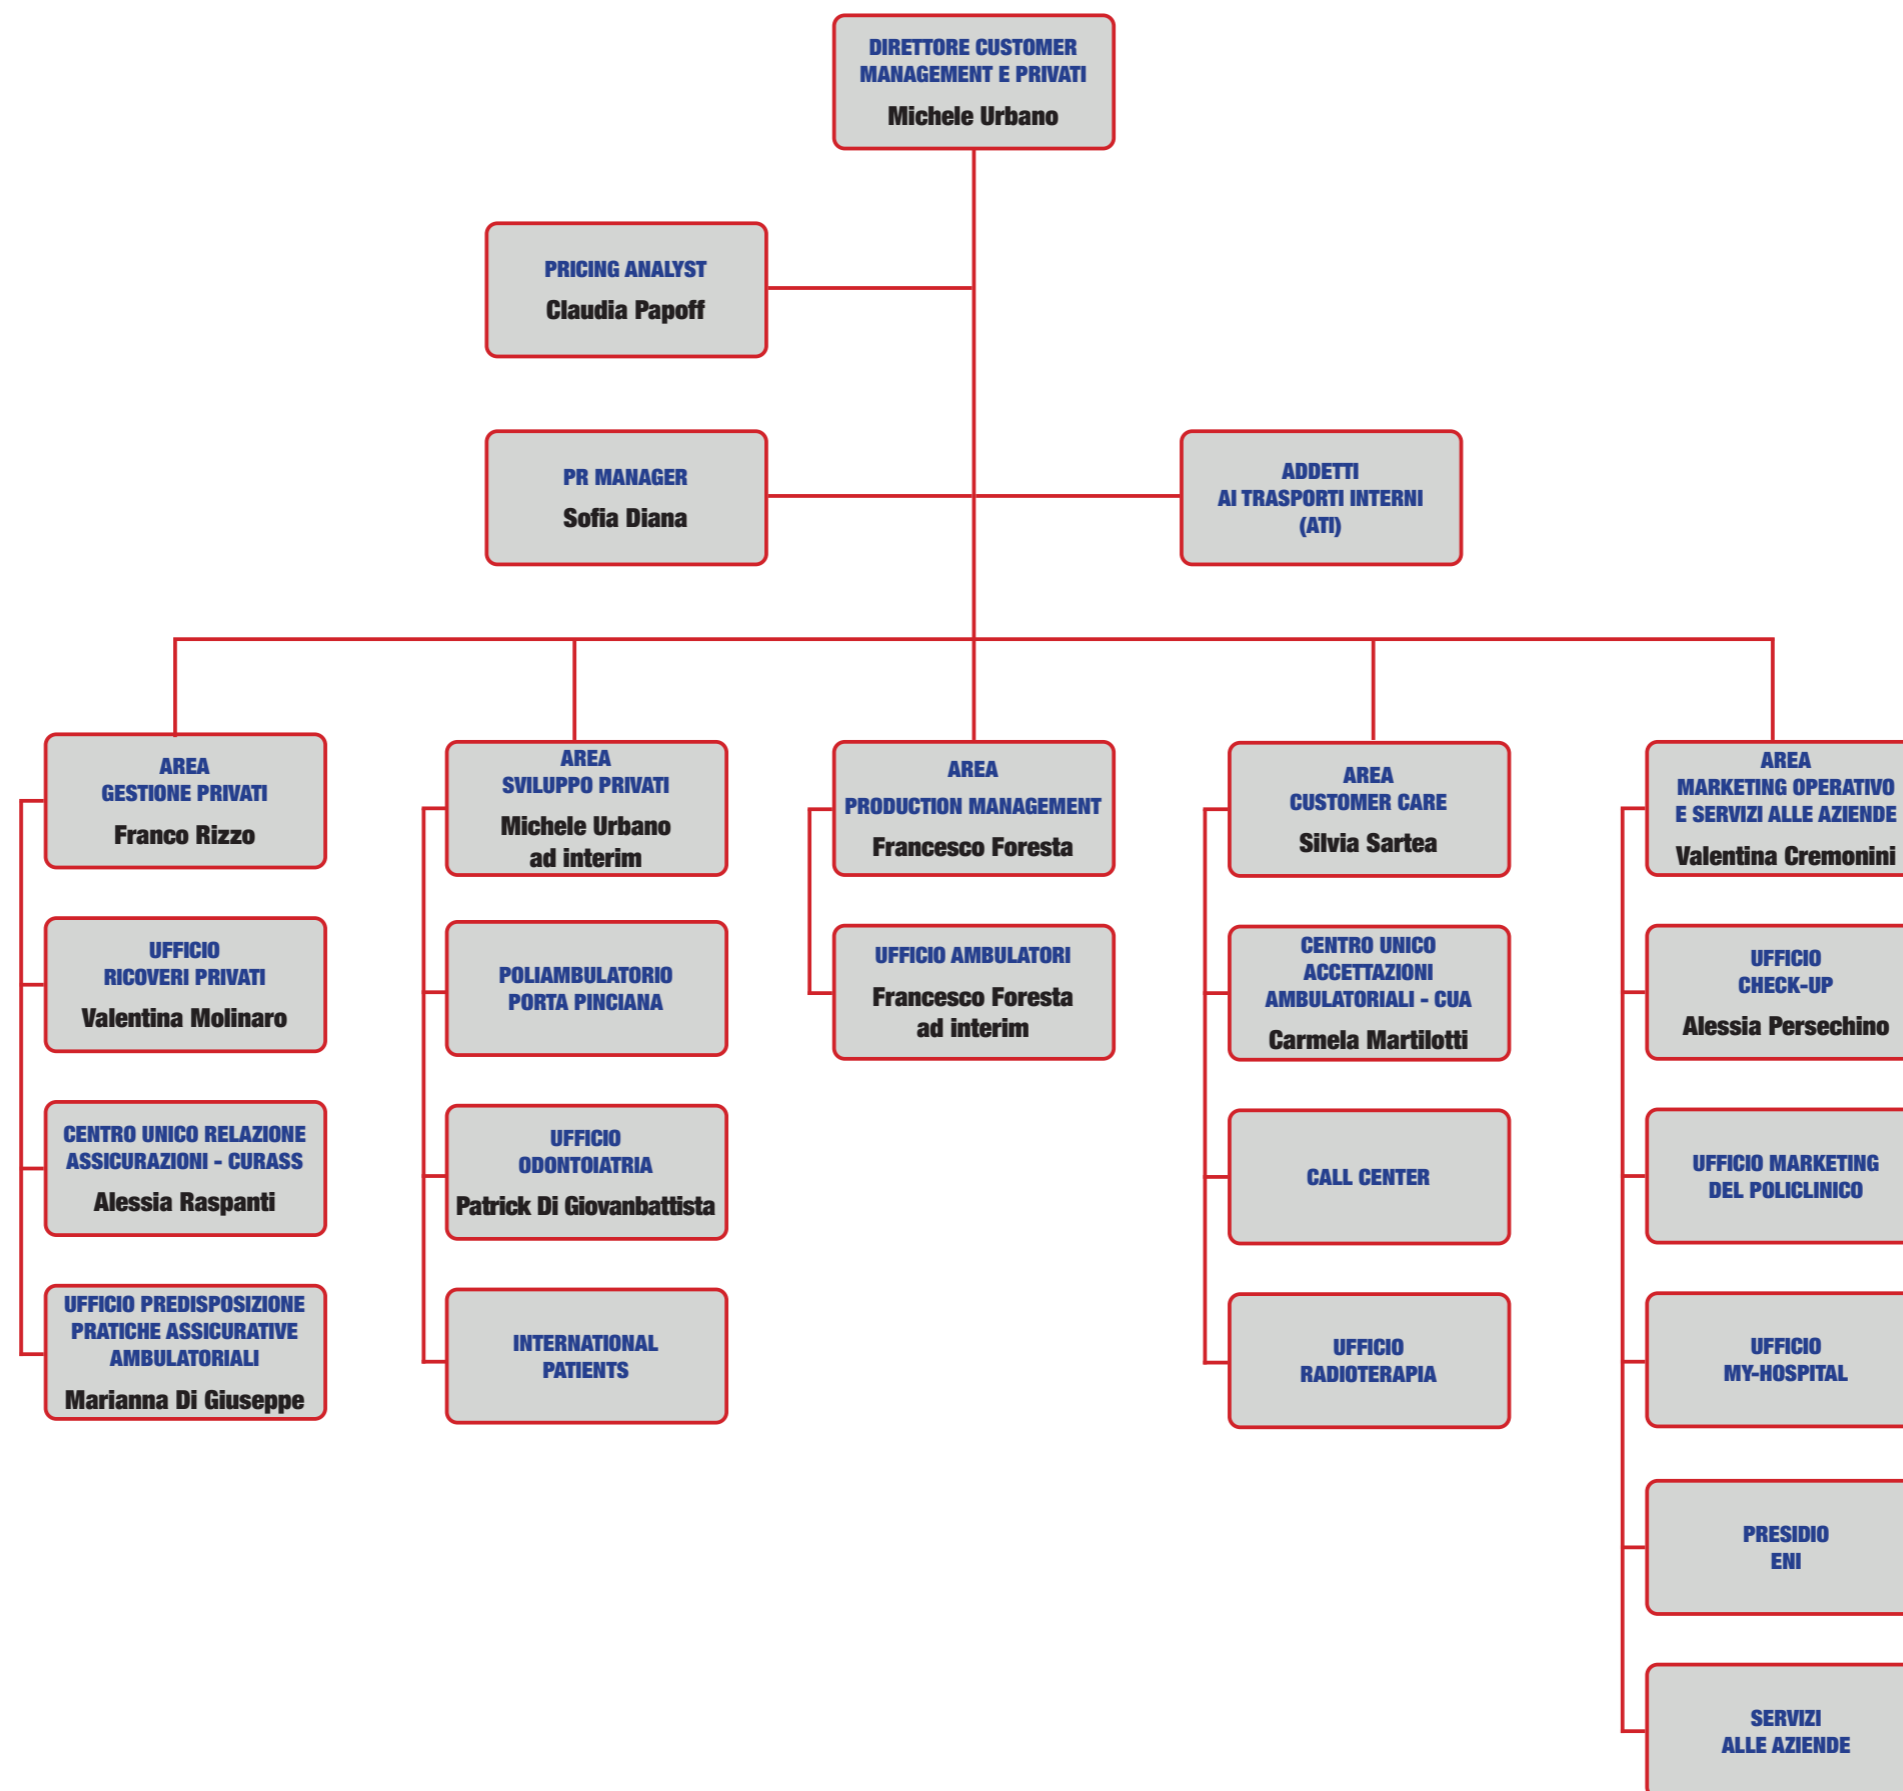 DIRETTORE CUSTOMER
MANAGEMENT E PRIVATI
Michele Urbano
PRICING ANALYST
Claudia Papoff
PR MANAGER
Sofia Diana
ADDETTI
AI TRASPORTI INTERNI
(ATI)
AREA
GESTIONE PRIVATI
Franco Rizzo
UFFICIO
RICOVERI PRIVATI
Valentina Molinaro
CENTRO UNICO RELAZIONE
ASSICURAZIONI - CURASS
Alessia Raspanti
UFFICIO PREDISPOSIZIONE
PRATICHE ASSICURATIVE
AMBULATORIALI
Marianna Di Giuseppe
AREA
SVILUPPO PRIVATI
Michele Urbano
ad interim
POLIAMBULATORIO
PORTA PINCIANA
UFFICIO
ODONTOIATRIA
Patrick Di Giovanbattista
INTERNATIONAL
PATIENTS
AREA
PRODUCTION MANAGEMENT
Francesco Foresta
UFFICIO AMBULATORI
Francesco Foresta
ad interim
AREA
CUSTOMER CARE
Silvia Sartea
CENTRO UNICO
ACCETTAZIONI
AMBULATORIALI - CUA
Carmela Martilotti
CALL CENTER
UFFICIO
RADIOTERAPIA
AREA
MARKETING OPERATIVO
E SERVIZI ALLE AZIENDE
Valentina Cremonini
UFFICIO
CHECK-UP
Alessia Persechino
UFFICIO MARKETING
DEL POLICLINICO
UFFICIO
MY-HOSPITAL
PRESIDIO
ENI
SERVIZI
ALLE AZIENDE